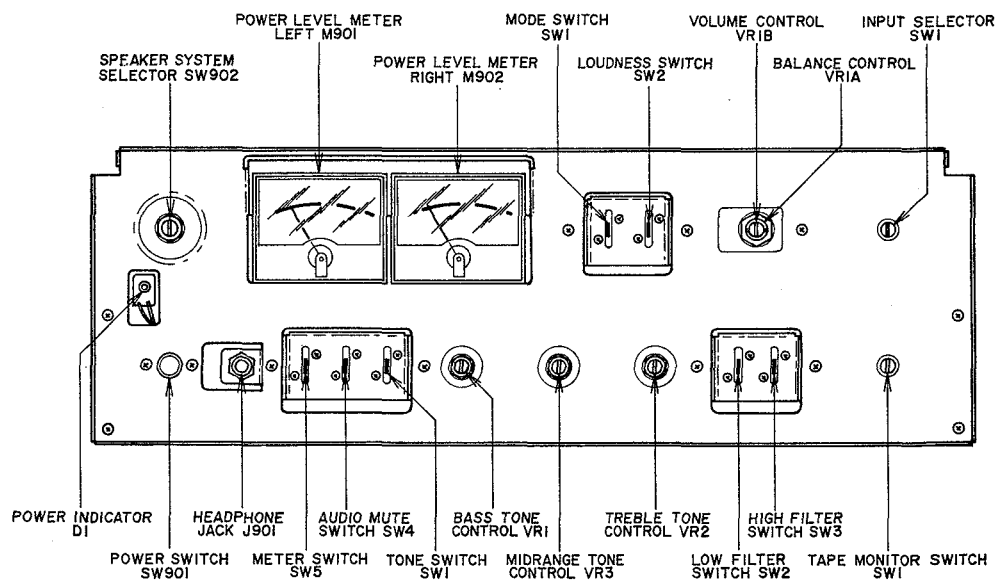 POWER LEVEL METER
LEFT M901
MODE SWITCH
SW1
VOLUME CONTROL
VR1B
INPUT SELECTOR
SW1
SPEAKER SYSTEM
SELECTOR SW902
POWER LEVEL METER
RIGHT M902
LOUDNESS SWITCH
SW2
BALANCE CONTROL
VR1A
POWER INDICATOR
D1
HEADPHONE
JACK J901
AUDIO MUTE
SWITCH SW4
BASS TONE
CONTROL VR1
TREBLE TONE
CONTROL VR2
HIGH FILTER
SWITCH SW3
POWER SWITCH
SW901
METER SWITCH
SW5
TONE SWITCH
SW1
MIDRANGE TONE
CONTROL VR3
LOW FILTER
SWITCH SW2
TAPE MONITOR SWITCH
SW1